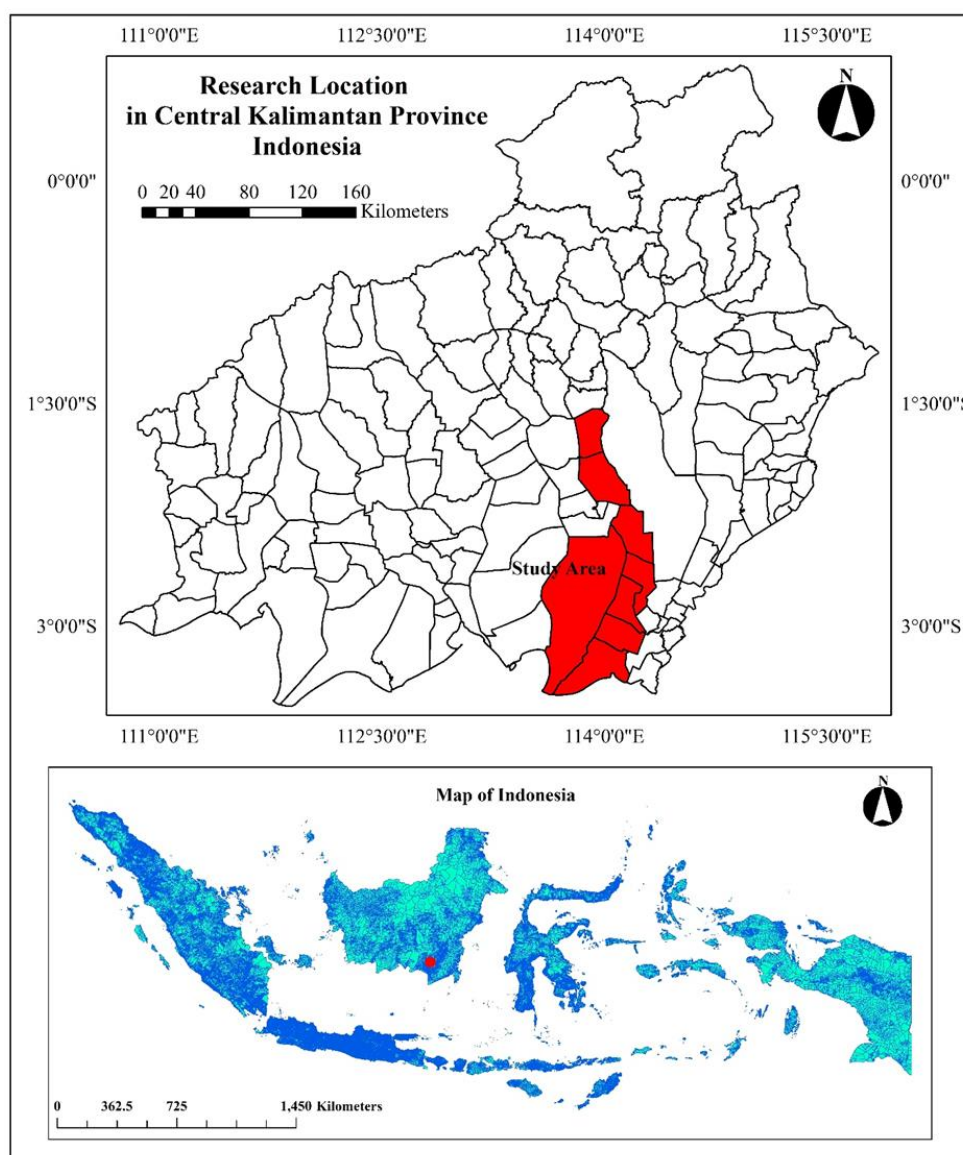 111°0'0"E 112°30'0"E 114°0'0"E 115°30'0"E
Research Location
in Central Kalimantan Province
Indonesia
N
0°0'0" 0°0'0"
0 20 40 80 120 160
Kilometers
1°30'0"S 1°30'0"S
Study Area
3°0'0"S 3°0'0"S
111°0'0"E 112°30'0"E 114°0'0"E 115°30'0"E
Map of Indonesia
N
0 362.5 725 1,450 Kilometers